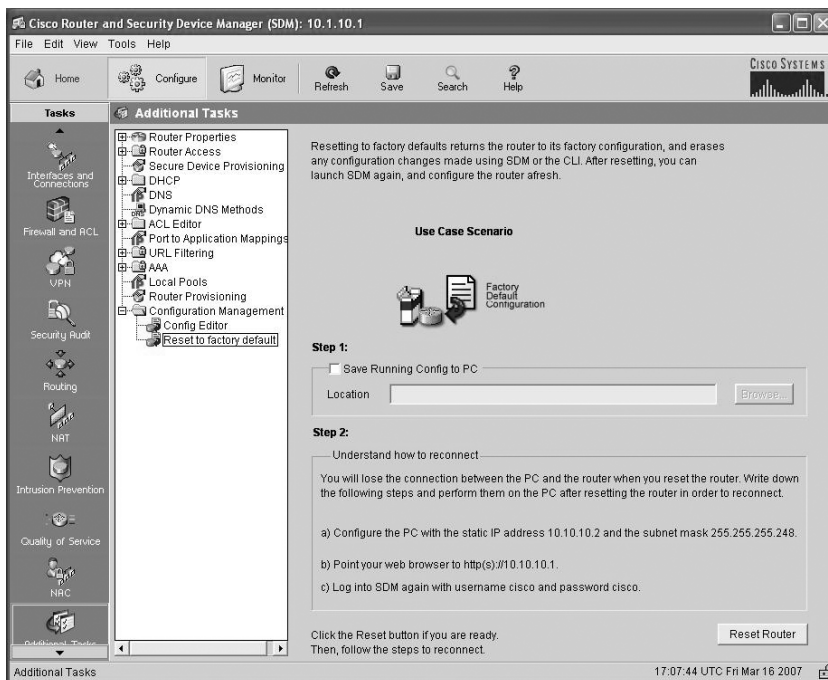 Cisco Router and Security Device Manager (SDM): 10.1.10.1
File Edit View Tools Help
Home
Configure
Monitor
Refresh
Save
Search
Help
CISCO SYSTEMS
Tasks
Additional Tasks
Interfaces and
Connections
Firewall and ACL
VPN
Security Audit
Routing
NAT
Intrusion Prevention
Quality of Service
NAC
Additional Tasks
Router Properties
Router Access
Secure Device Provisioning
DHCP
DNS
Dynamic DNS Methods
ACL Editor
Port to Application Mappings
URL Filtering
AAA
Local Pools
Router Provisioning
Configuration Management
Config Editor
Reset to factory default
Resetting to factory defaults returns the router to its factory configuration, and erases
any configuration changes made using SDM or the CLI. After resetting, you can
launch SDM again, and configure the router afresh.
Use Case Scenario
Factory
Default
Configuration
Step 1:
Save Running Config to PC
Location
Browse...
Step 2:
Understand how to reconnect
You will lose the connection between the PC and the router when you reset the router. Write down
the following steps and perform them on the PC after resetting the router in order to reconnect.
a) Configure the PC with the static IP address 10.10.10.2 and the subnet mask 255.255.255.248.
b) Point your web browser to http(s)://10.10.10.1.
c) Log into SDM again with username cisco and password cisco.
Click the Reset button if you are ready.
Then, follow the steps to reconnect.
Reset Router
Additional Tasks
17:07:44 UTC Fri Mar 16 2007